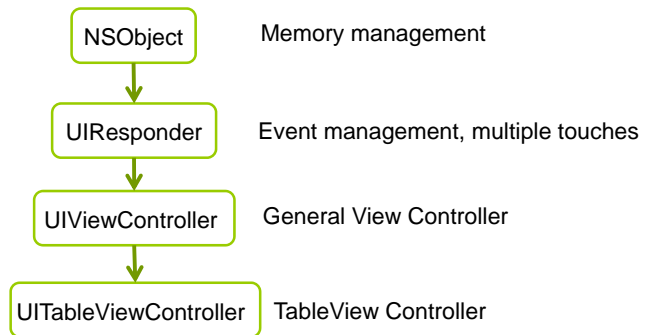 NSObject Memory management
UIResponder Event management, multiple touches
UIViewController General View Controller
UITableViewController TableView Controller